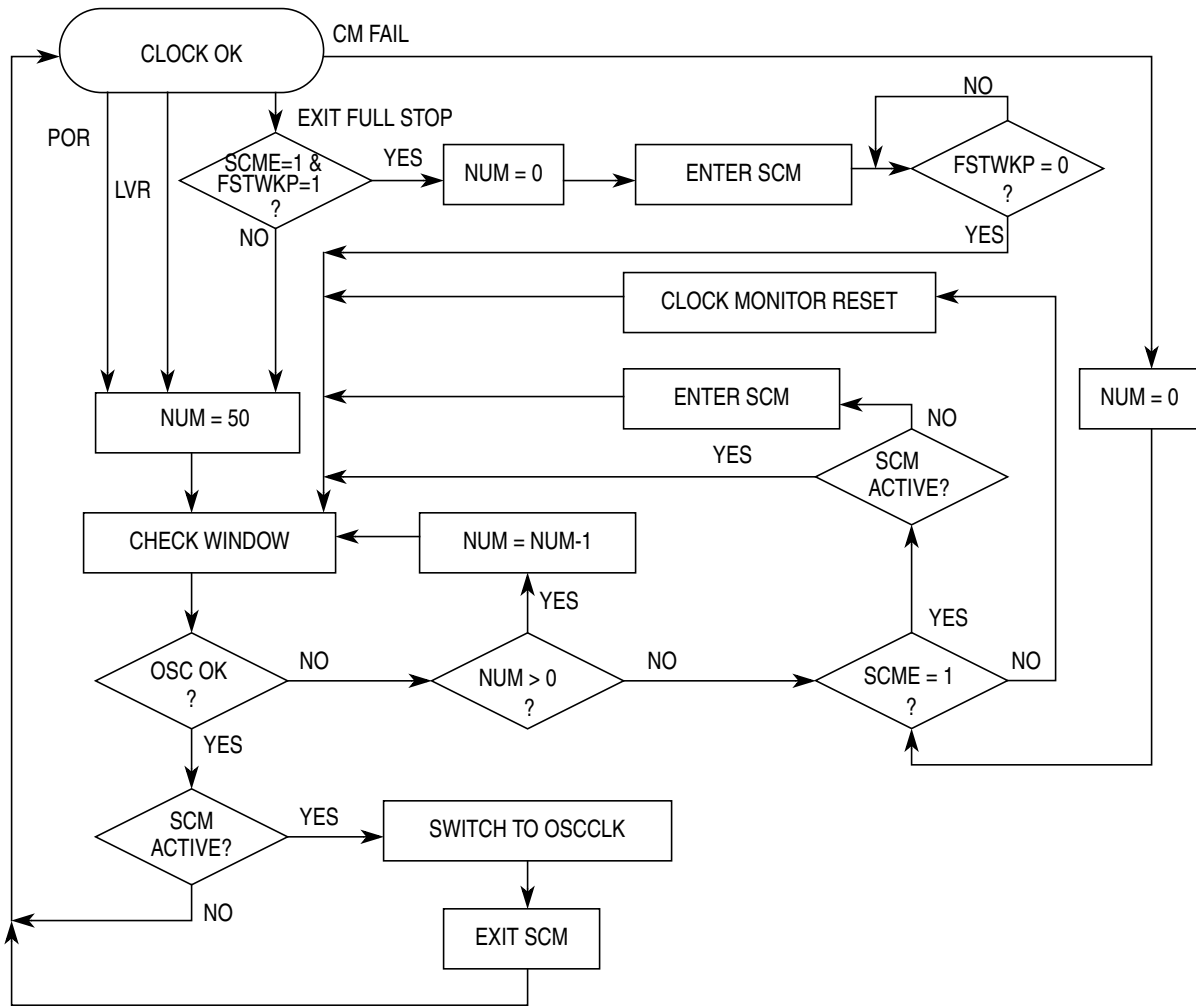 CLOCK OK
CM FAIL
POR
LVR
EXIT FULL STOP
SCME=1 &
FSTWKP=1
?
YES
NO
NUM = 0
ENTER SCM
NO
FSTWKP = 0
?
YES
CLOCK MONITOR RESET
NUM = 50
ENTER SCM
NUM = 0
NO
YES
SCM
ACTIVE?
CHECK WINDOW
NUM = NUM-1
YES
YES
OSC OK
?
NO
NUM > 0
?
NO
SCME = 1
?
NO
YES
SCM
ACTIVE?
YES
SWITCH TO OSCCLK
NO
EXIT SCM